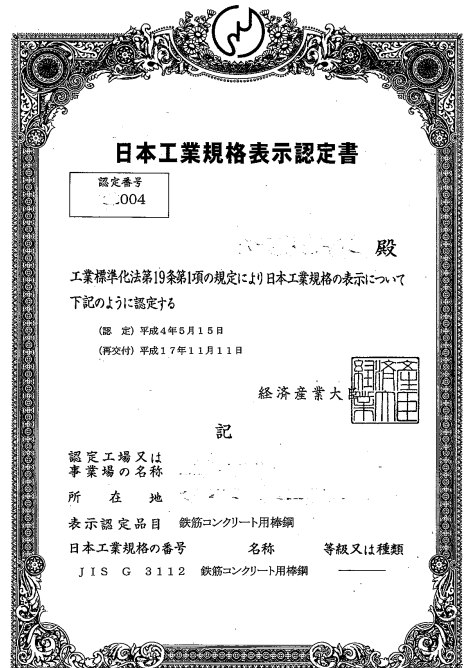 日本工業規格表示認定書
認定番号
004
殿
工業標準化法第19条第1項の規定により日本工業規格の表示について
下記のように認定する
(認 定) 平成4年5月15日
(再交付) 平成17年11月11日
経済産業大臣
記
認定工場又は
事業場の名称
所在地
表示認定品目 鉄筋コンクリート用棒鋼
日本工業規格の番号 名称 等級又は種類
JIS G 3112 鉄筋コンクリート用棒鋼 ―――